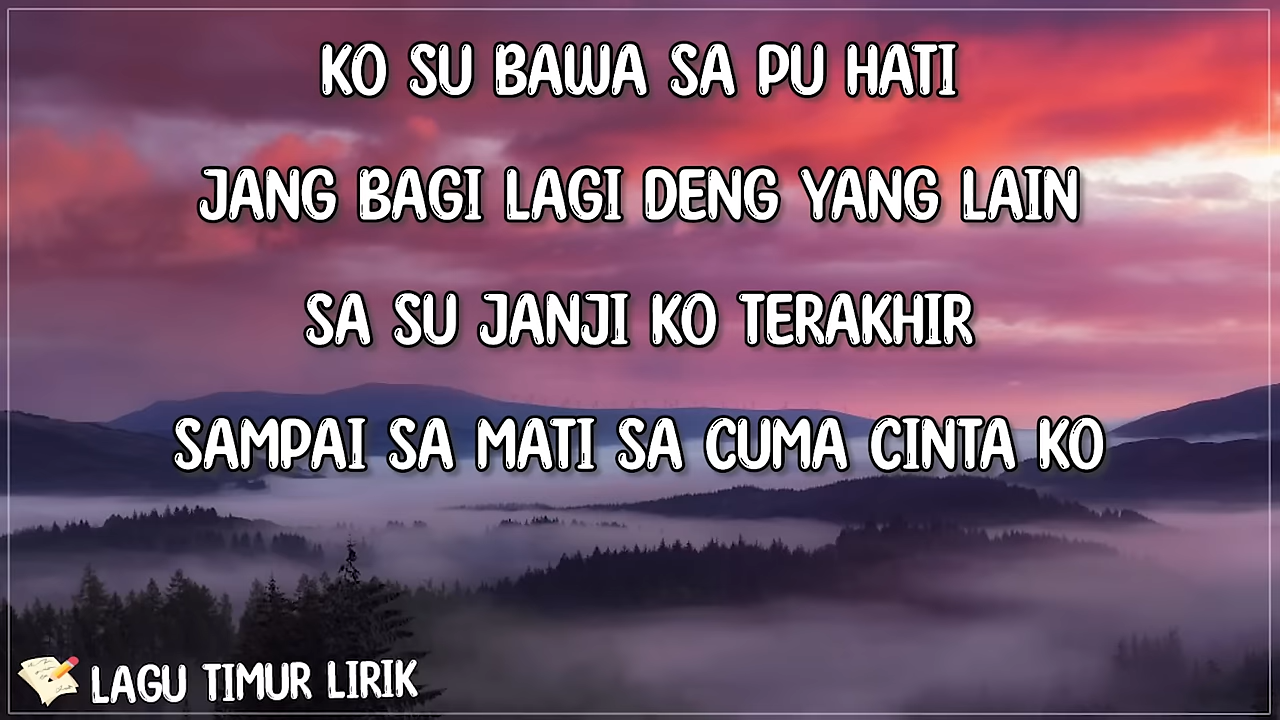 KO SU BAWA SA PU HATI
JANG BAGI LAGI DENG YANG LAIN
SA SU JANJI KO TERAKHIR
SAMPAI SA MATI SA CUMA CINTA KO
LAGU TIMUR LIRIK